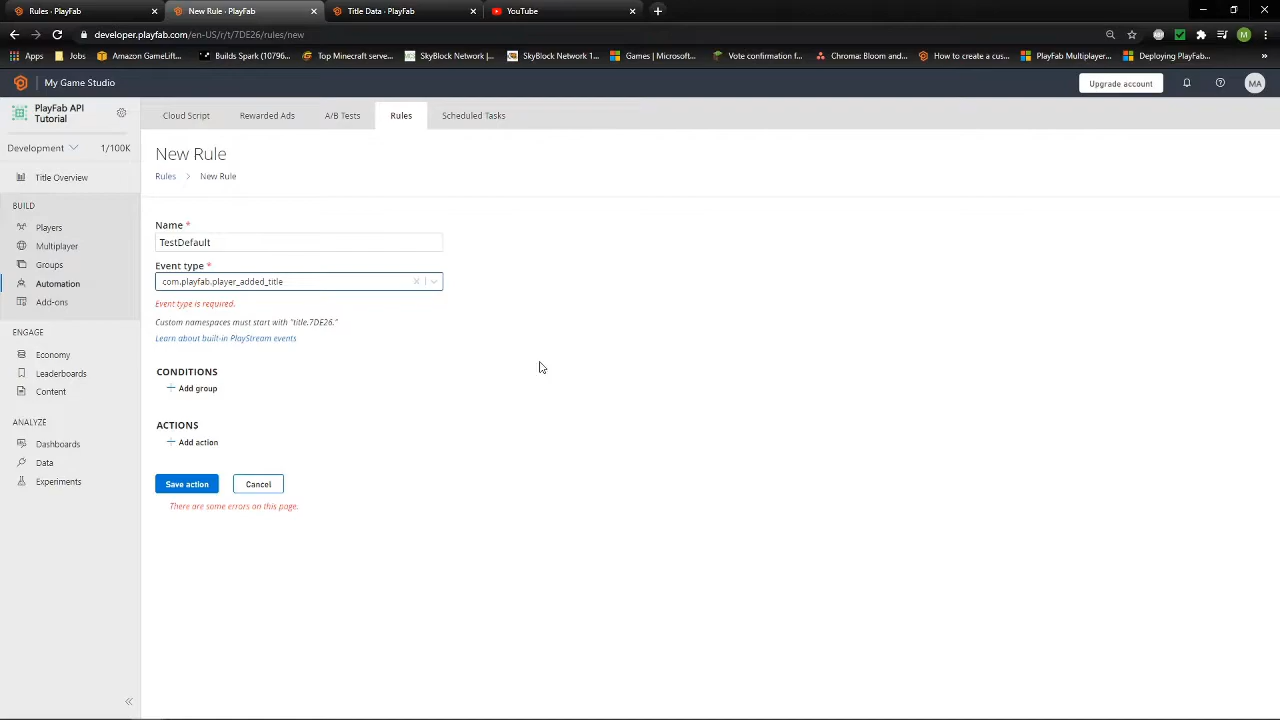 Rules - PlayFab
New Rule - PlayFab
Title Data - PlayFab
YouTube
developer.playfab.com/en-US/r/t/7DE26/rules/new
M
Apps
Jobs
Amazon GameLift...
Builds Spark (10796...
Top Minecraft serve...
SkyBlock Network |...
SkyBlock Network 1...
Games | Microsoft...
Vote confirmation f...
Chroma: Bloom and...
How to create a cus...
PlayFab Multiplayer...
Deploying PlayFab...
»
My Game Studio
Upgrade account
MA
PlayFab API
Tutorial
Development
1/100K
Title Overview
BUILD
Players
Multiplayer
Groups
Automation
Add-ons
ENGAGE
Economy
Leaderboards
Content
ANALYZE
Dashboards
Data
Experiments
Cloud Script
Rewarded Ads
A/B Tests
Rules
Scheduled Tasks
New Rule
Rules > New Rule
Name *
TestDefault
Event type *
com.playfab.player_added_title
Event type is required.
Custom namespaces must start with "title.7DE26."
Learn about built-in PlayStream events
CONDITIONS
+ Add group
ACTIONS
+ Add action
Save action
Cancel
There are some errors on this page.